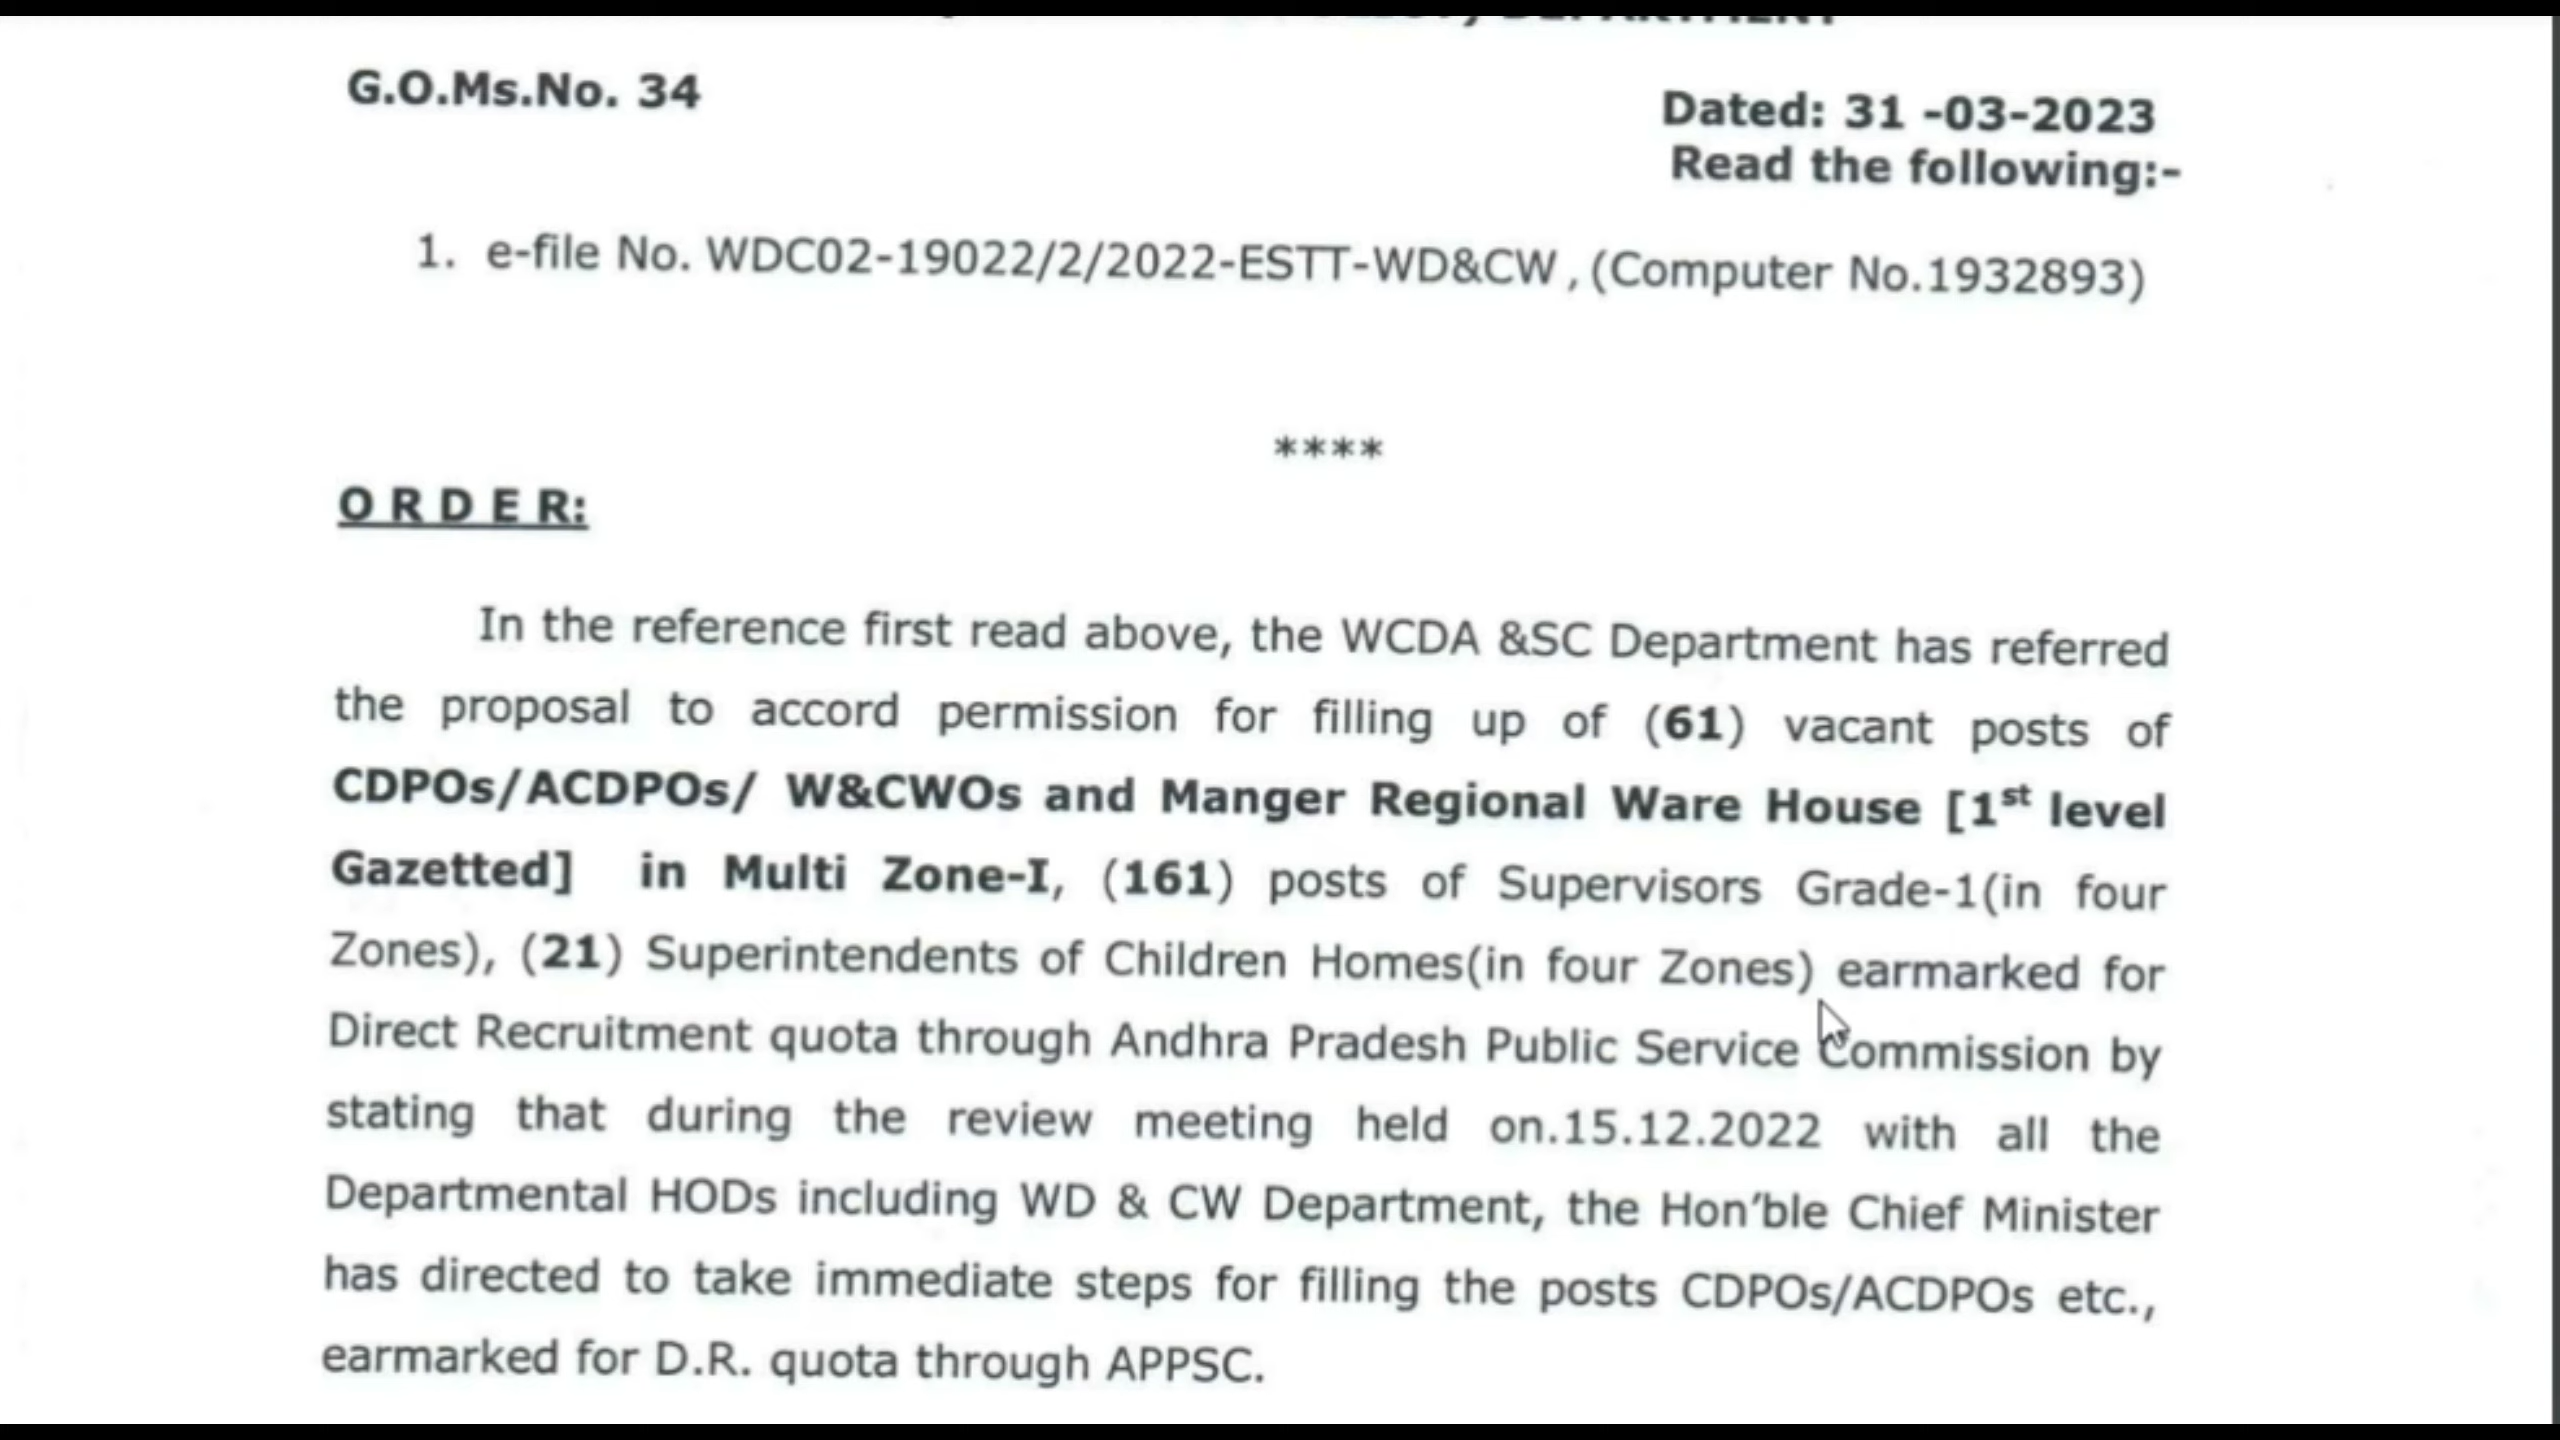 DEPARTMENT
G.O.Ms.No. 34
Dated: 31 -03-2023
Read the following:-
1. e-file No. WDC02-19022/2/2022-ESTT-WD&CW, (Computer No.1932893)
****
O R D E R:
In the reference first read above, the WCDA &SC Department has referred
the proposal to accord permission for filling up of (61) vacant posts of
CDPOs/ACDPOs/ W&CWOs and Manger Regional Ware House [1st level
Gazetted] in Multi Zone-I, (161) posts of Supervisors Grade-1(in four
Zones), (21) Superintendents of Children Homes(in four Zones) earmarked for
Direct Recruitment quota through Andhra Pradesh Public Service Commission by
stating that during the review meeting held on.15.12.2022 with all the
Departmental HODs including WD & CW Department, the Hon'ble Chief Minister
has directed to take immediate steps for filling the posts CDPOs/ACDPOs etc.,
earmarked for D.R. quota through APPSC.